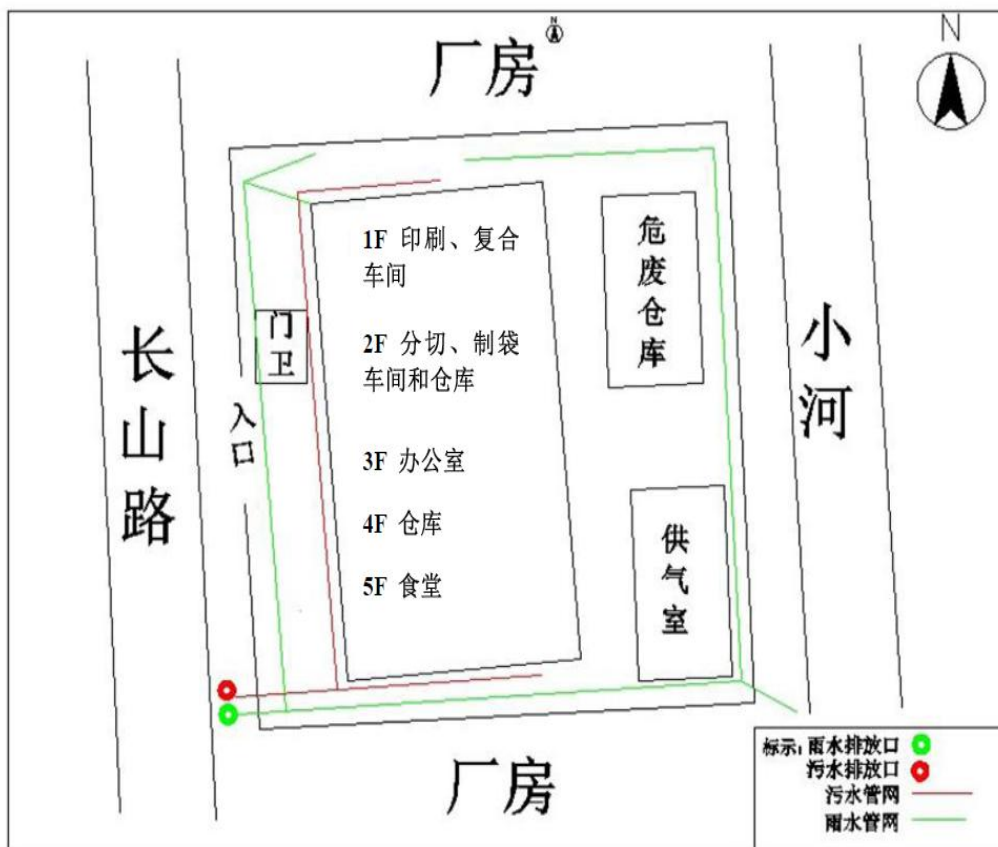 N
厂房
N
1F 印刷、复合
车间
2F 分切、制袋
车间和仓库
3F 办公室
4F 仓库
5F 食堂
门卫
入口
长山路
危废仓库
供气室
小河
厂房
标示：雨水排放口
污水排放口
污水管网
雨水管网